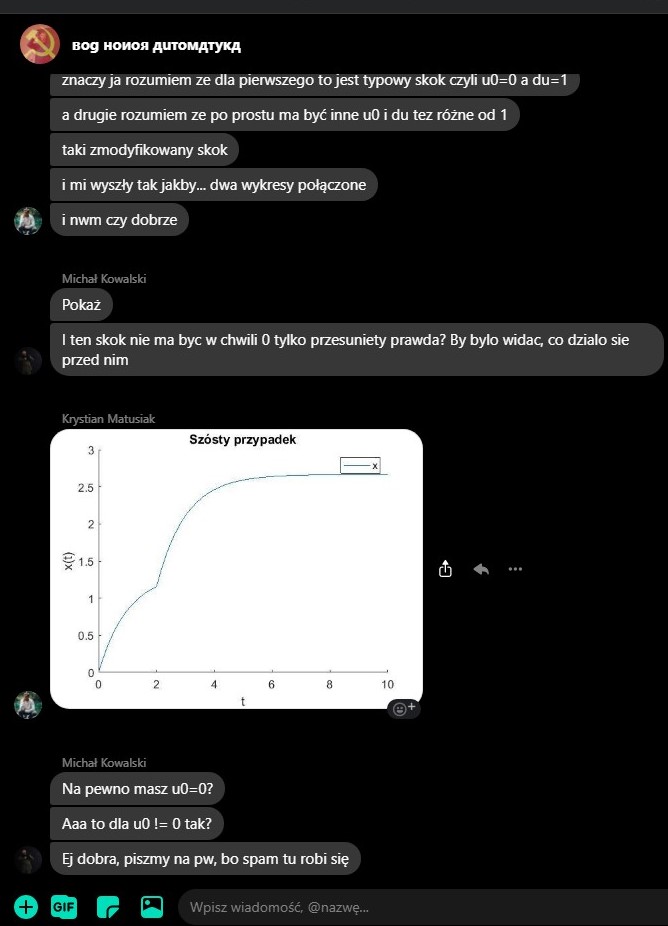 вog нoнoя дuтoмдтукд
znaczy ja rozumiem ze dla pierwszego to jest typowy skok czyli u0=0 a du=1
a drugie rozumiem ze po prostu ma być inne u0 i du tez różne od 1
taki zmodyfikowany skok
i mi wyszły tak jakby... dwa wykresy połączone
i nwm czy dobrze
Michał Kowalski
Pokaż
I ten skok nie ma byc w chwili 0 tylko przesuniety prawda? By bylo widac, co dzialo sie
przed nim
Krystian Matusiak
Szósty przypadek
x
3
2.5
2
1.5
1
0.5
0
x(t)
0 2 4 6 8 10
t
Michał Kowalski
Na pewno masz u0=0?
Aaa to dla u0 != 0 tak?
Ej dobra, piszmy na pw, bo spam tu robi się
GIF
Wpisz wiadomość, @nazwę...